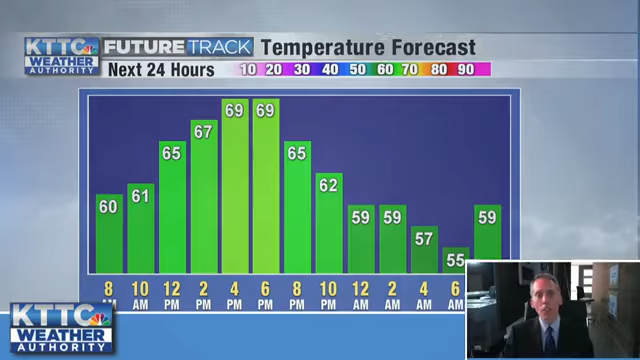 KTTC
WEATHER
AUTHORITY
FUTURETRACK Temperature Forecast
Next 24 Hours 10 20 30 40 50 60 70 80 90
60 61 65 67 69 69 65 62 59 59 57 55 59
8 10 12 2 4 6 8 10 12 2 4 6
AM AM PM PM PM PM PM PM AM AM AM AM
KTTC
WEATHER
AUTHORITY